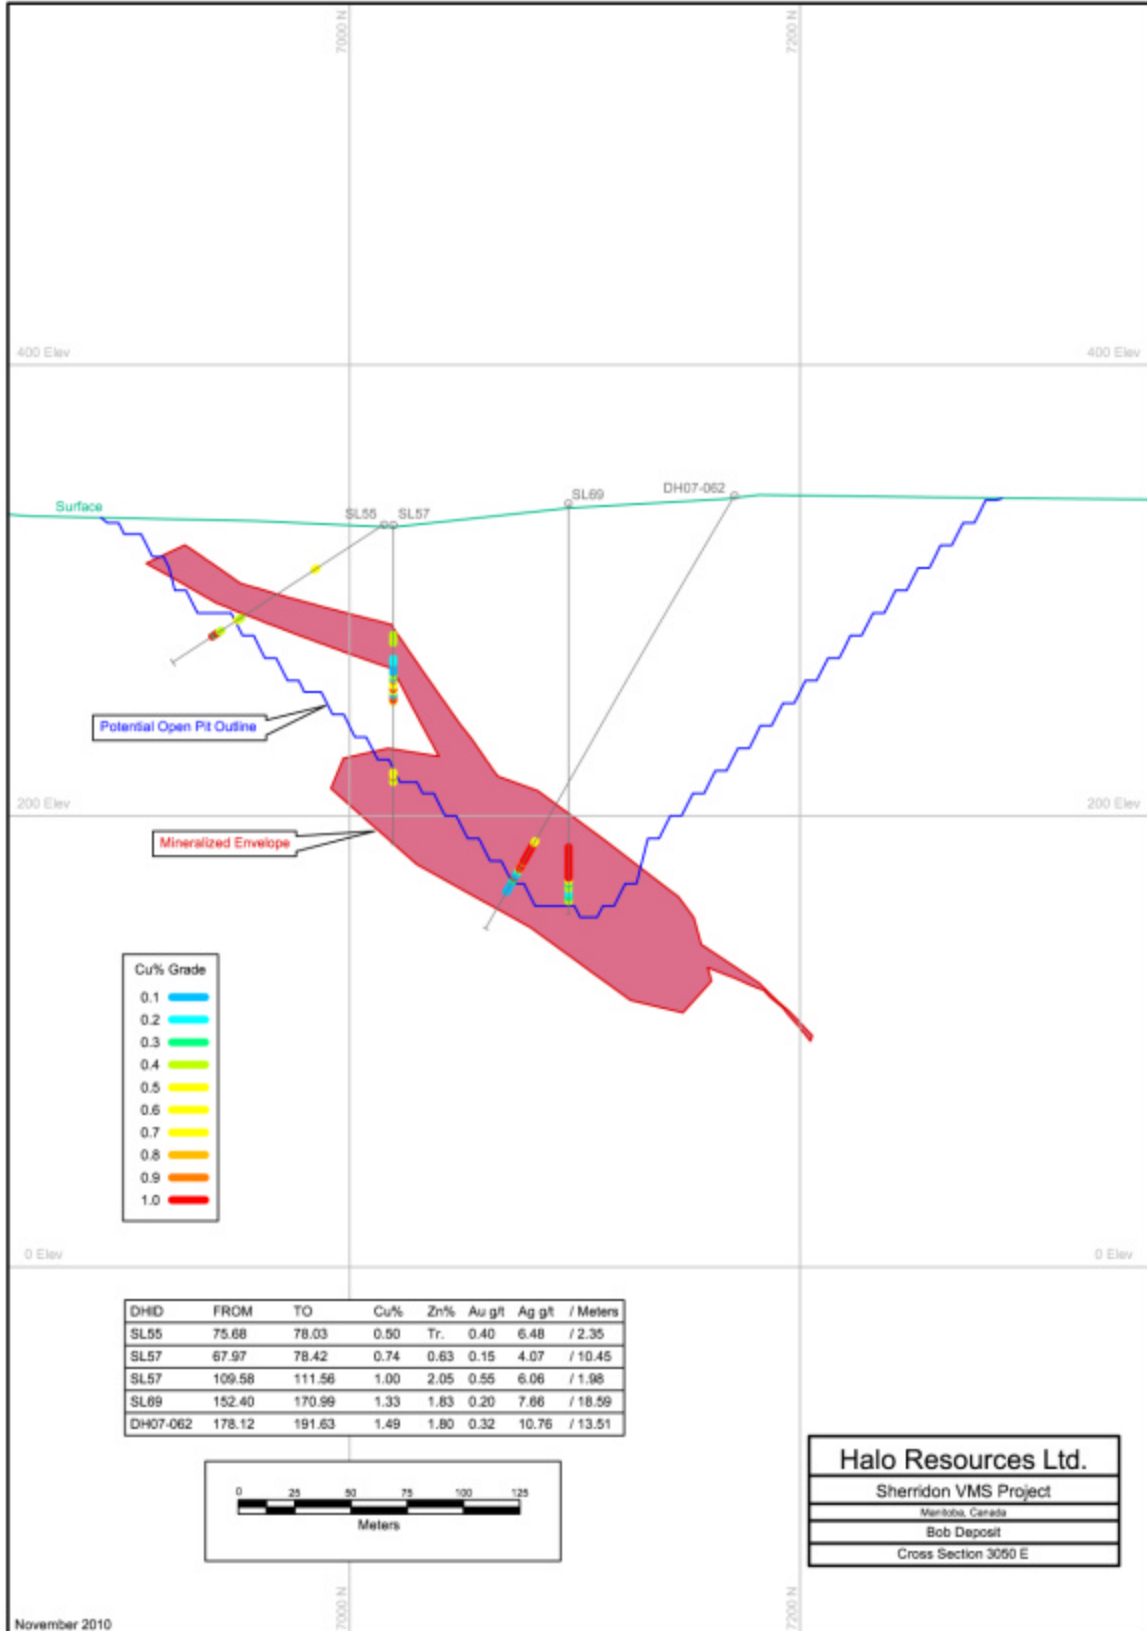 7000 N
7200 N
400 Elev
400 Elev
Surface
SL55
SL57
SL69
DH07-062
Potential Open Pit Outline
200 Elev
200 Elev
Mineralized Envelope
Cu% Grade
0.1
0.2
0.3
0.4
0.5
0.6
0.7
0.8
0.9
1.0
0 Elev
0 Elev
DHID FROM TO Cu% Zn% Au g/t Ag g/t / Meters
SL55 75.68 78.03 0.50 Tr. 0.40 6.48 / 2.35
SL57 67.97 78.42 0.74 0.63 0.15 4.07 / 10.45
SL57 109.58 111.56 1.00 2.05 0.55 6.06 / 1.98
SL69 152.40 170.99 1.33 1.83 0.20 7.66 / 18.59
DH07-062 178.12 191.63 1.49 1.80 0.32 10.76 / 13.51
0 25 50 75 100 125
Meters
Halo Resources Ltd.
Sherridon VMS Project
Manitoba, Canada
Bob Deposit
Cross Section 3050 E
7000 N
7200 N
November 2010